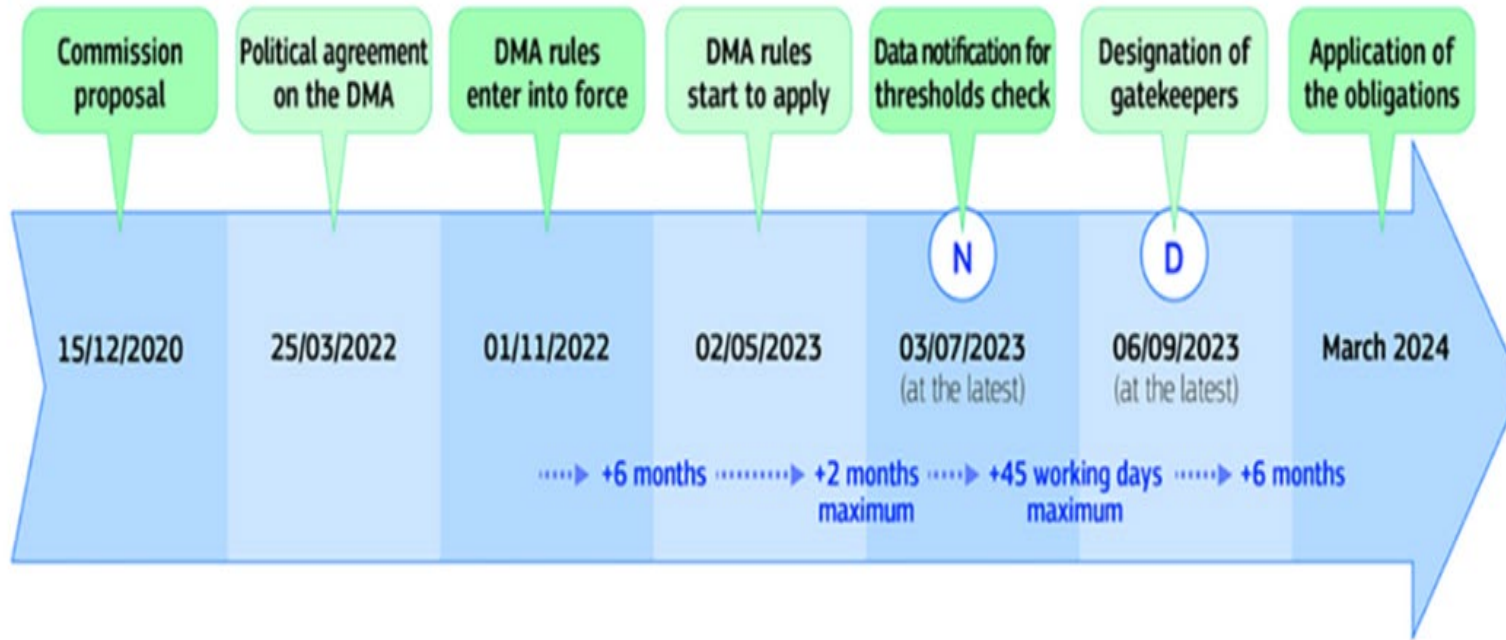 Commission
proposal
Political agreement
on the DMA
DMA rules
enter into force
DMA rules
start to apply
Data notification for
thresholds check
Designation of
gatekeepers
Application of
the obligations
N
D
15/12/2020
25/03/2022
01/11/2022
02/05/2023
03/07/2023
(at the latest)
06/09/2023
(at the latest)
March 2024
+6 months
+2 months
maximum
+45 working days
maximum
+6 months